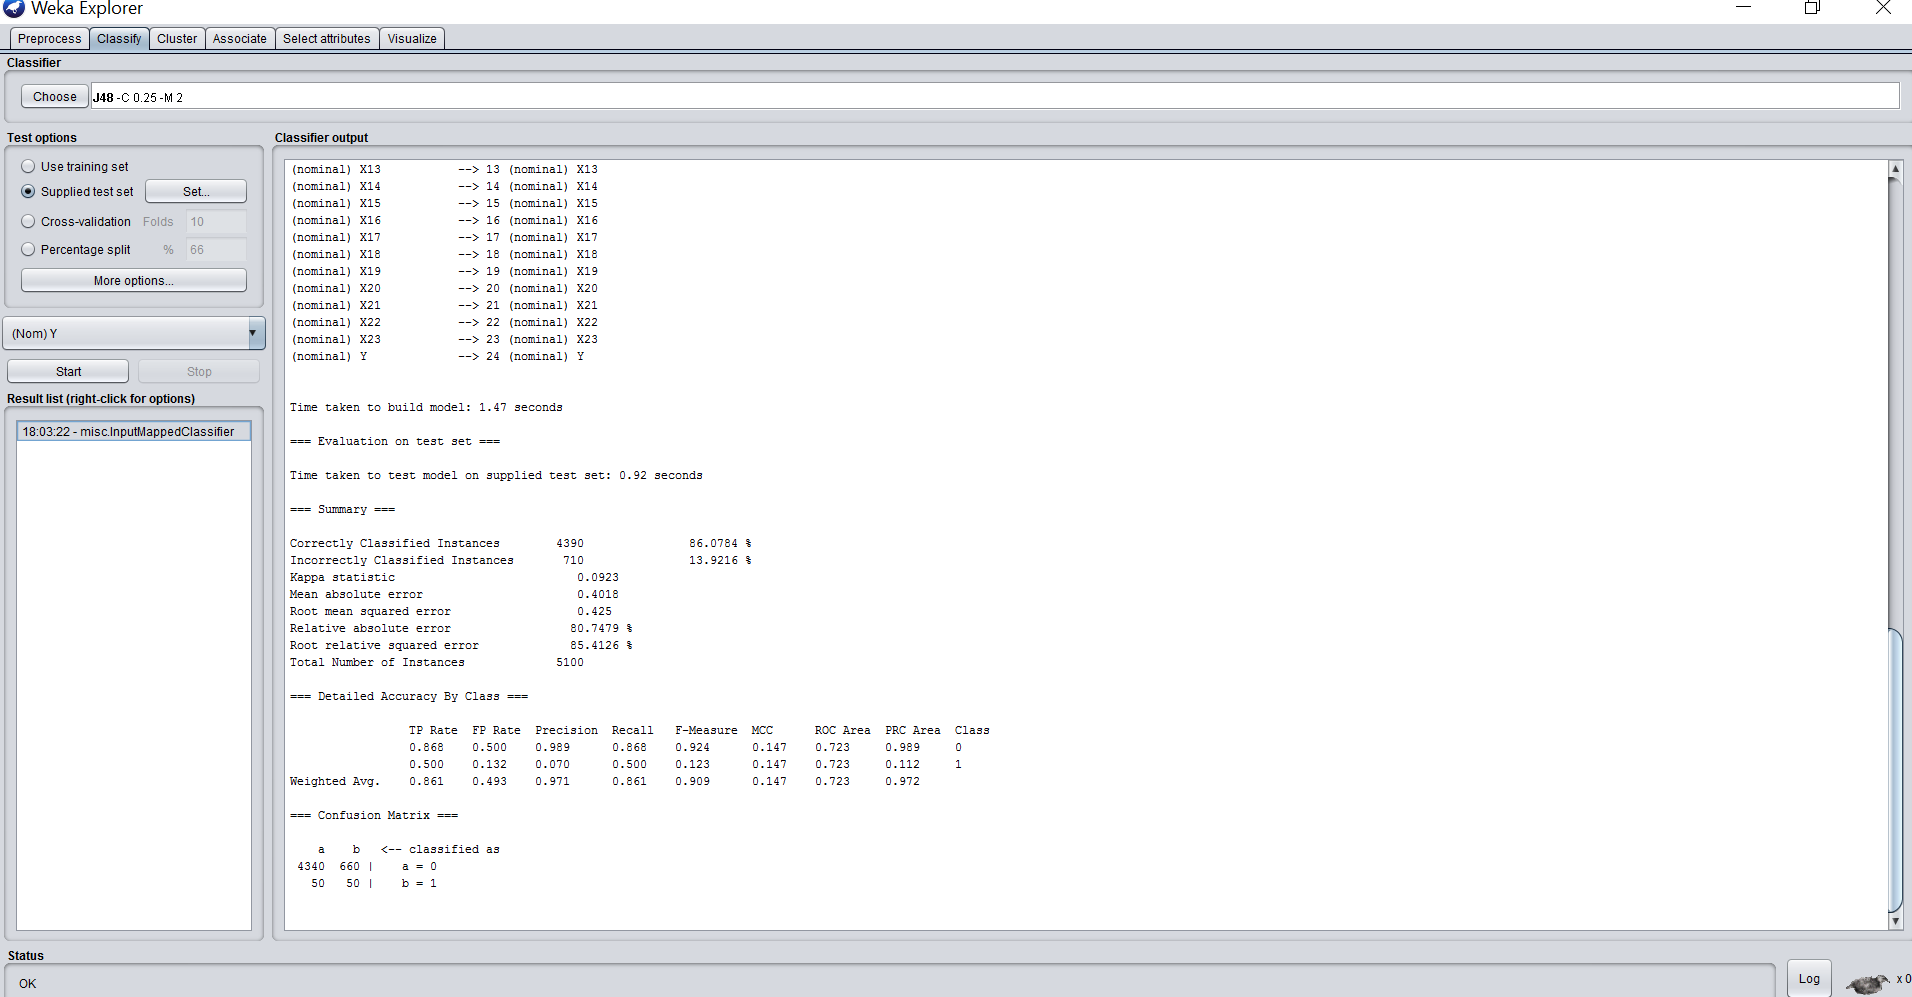 Weka Explorer
Preprocess Classify Cluster Associate Select attributes Visualize
Classifier
Choose J48 -C 0.25 -M 2
Test options
Use training set
Supplied test set Set...
Cross-validation Folds 10
Percentage split % 66
More options...
(Nom) Y
Start Stop
Result list (right-click for options)
18:03:22 - misc.InputMappedClassifier
Classifier output
(nominal) X13 --> 13 (nominal) X13
(nominal) X14 --> 14 (nominal) X14
(nominal) X15 --> 15 (nominal) X15
(nominal) X16 --> 16 (nominal) X16
(nominal) X17 --> 17 (nominal) X17
(nominal) X18 --> 18 (nominal) X18
(nominal) X19 --> 19 (nominal) X19
(nominal) X20 --> 20 (nominal) X20
(nominal) X21 --> 21 (nominal) X21
(nominal) X22 --> 22 (nominal) X22
(nominal) X23 --> 23 (nominal) X23
(nominal) Y --> 24 (nominal) Y
Time taken to build model: 1.47 seconds
=== Evaluation on test set ===
Time taken to test model on supplied test set: 0.92 seconds
=== Summary ===
Correctly Classified Instances 4390 86.0784 %
Incorrectly Classified Instances 710 13.9216 %
Kappa statistic 0.0923
Mean absolute error 0.4018
Root mean squared error 0.425
Relative absolute error 80.7479 %
Root relative squared error 85.4126 %
Total Number of Instances 5100
=== Detailed Accuracy By Class ===
TP Rate FP Rate Precision Recall F-Measure MCC ROC Area PRC Area Class
0.868 0.500 0.989 0.868 0.924 0.147 0.723 0.989 0
0.500 0.132 0.070 0.500 0.123 0.147 0.723 0.112 1
Weighted Avg. 0.861 0.493 0.971 0.861 0.909 0.147 0.723 0.972
=== Confusion Matrix ===
a b <-- classified as
4340 660 | a = 0
50 50 | b = 1
Status
OK
Log
x 0